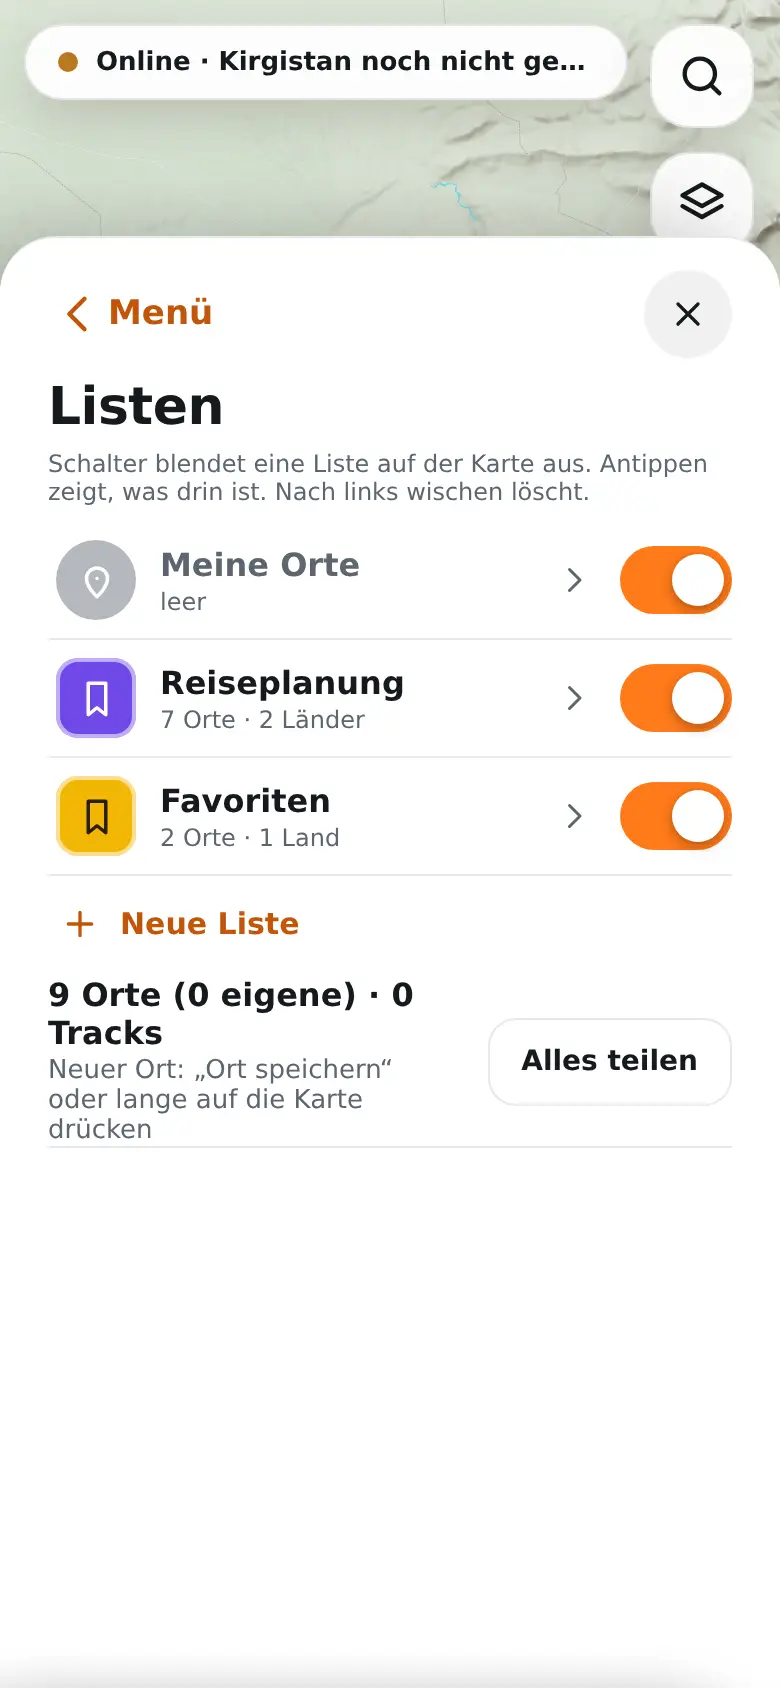 Online · Kirgistan noch nicht ge…
Menü
Listen
Schalter blendet eine Liste auf der Karte aus. Antippen
zeigt, was drin ist. Nach links wischen löscht.
Meine Orte
leer
Reiseplanung
7 Orte · 2 Länder
Favoriten
2 Orte · 1 Land
Neue Liste
9 Orte (0 eigene) · 0
Tracks
Neuer Ort: „Ort speichern“
oder lange auf die Karte
drücken
Alles teilen